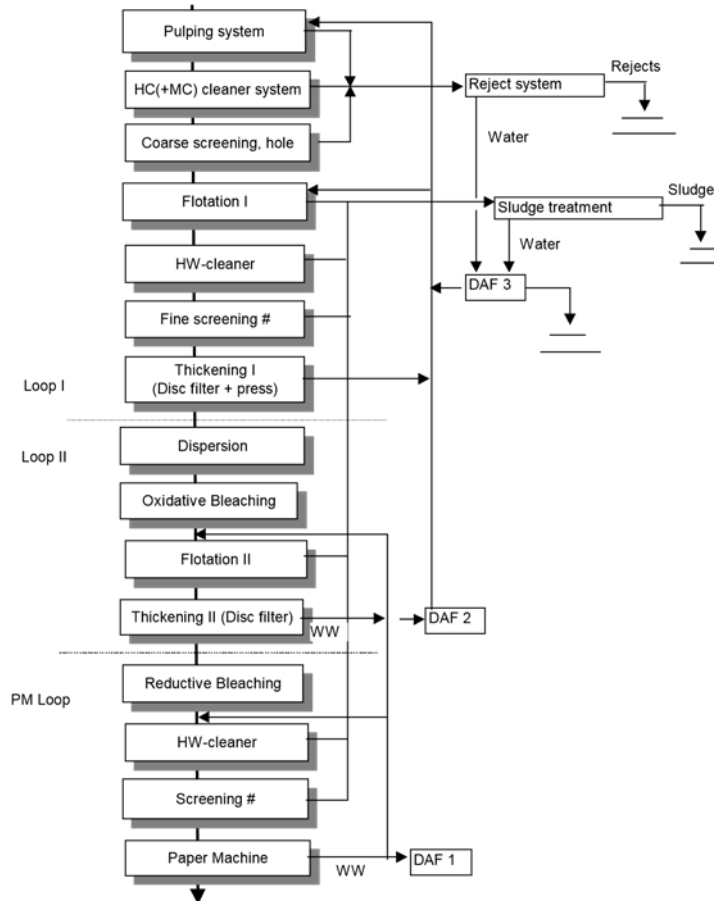 Pulping system
Rejects
HC(+MC) cleaner system
Reject system
Coarse screening, hole
Water
Flotation I
Sludge
Sludge treatment
HW-cleaner
Water
DAF 3
Fine screening #
Thickening I
(Disc filter + press)
Loop I
Loop II
Dispersion
Oxidative Bleaching
Flotation II
Thickening II (Disc filter)
WW
DAF 2
Reductive Bleaching
PM Loop
HW-cleaner
Screening #
Paper Machine
WW
DAF 1